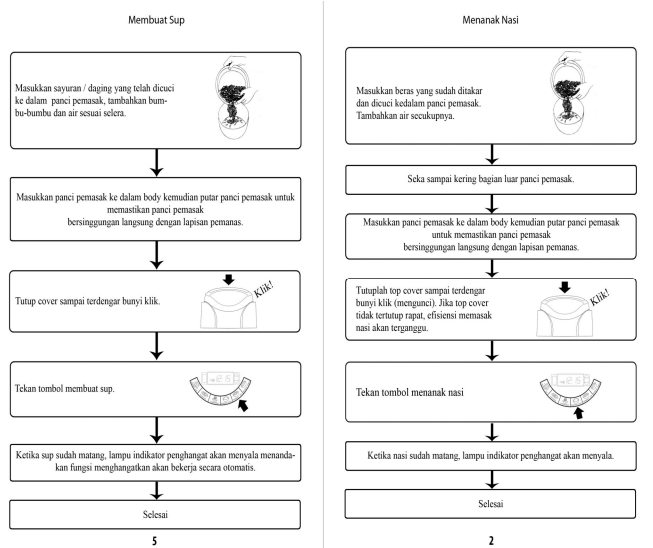 Membuat Sup
Masukkan sayuran / daging yang telah dicuci
ke dalam panci pemasak, tambahkan bum-
bu-bumbu dan air sesuai selera.
Masukkan panci pemasak ke dalam body kemudian putar panci pemasak untuk
memastikan panci pemasak
bersinggungan langsung dengan lapisan pemanas.
Tutup cover sampai terdengar bunyi klik.
Klik!
Tekan tombol membuat sup.
Ketika sup sudah matang, lampu indikator penghangat akan menyala menanda-
kan fungsi menghangatkan akan bekerja secara otomatis.
Selesai
5
Menanak Nasi
Masukkan beras yang sudah ditakar
dan dicuci kedalam panci pemasak.
Tambahkan air secukupnya.
Seka sampai kering bagian luar panci pemasak.
Masukkan panci pemasak ke dalam body kemudian putar panci pemasak
untuk memastikan panci pemasak
bersinggungan langsung dengan lapisan pemanas.
Tutuplah top cover sampai terdengar
bunyi klik (mengunci). Jika top cover
tidak tertutup rapat, efisiensi memasak
nasi akan terganggu.
Klik!
Tekan tombol menanak nasi
Ketika nasi sudah matang, lampu indikator penghangat akan menyala.
Selesai
2